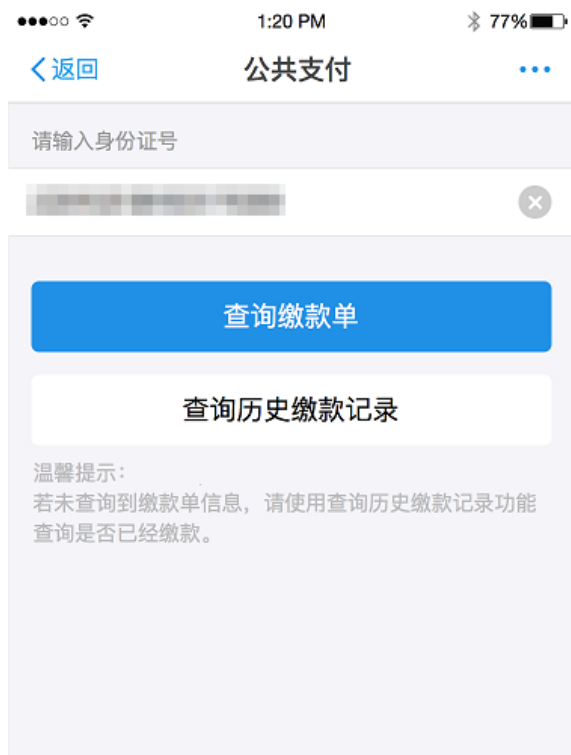 1:20 PM
77%
返回
公共支付
请输入身份证号
查询缴款单
查询历史缴款记录
温馨提示：
若未查询到缴款单信息，请使用查询历史缴款记录功能
查询是否已经缴款。